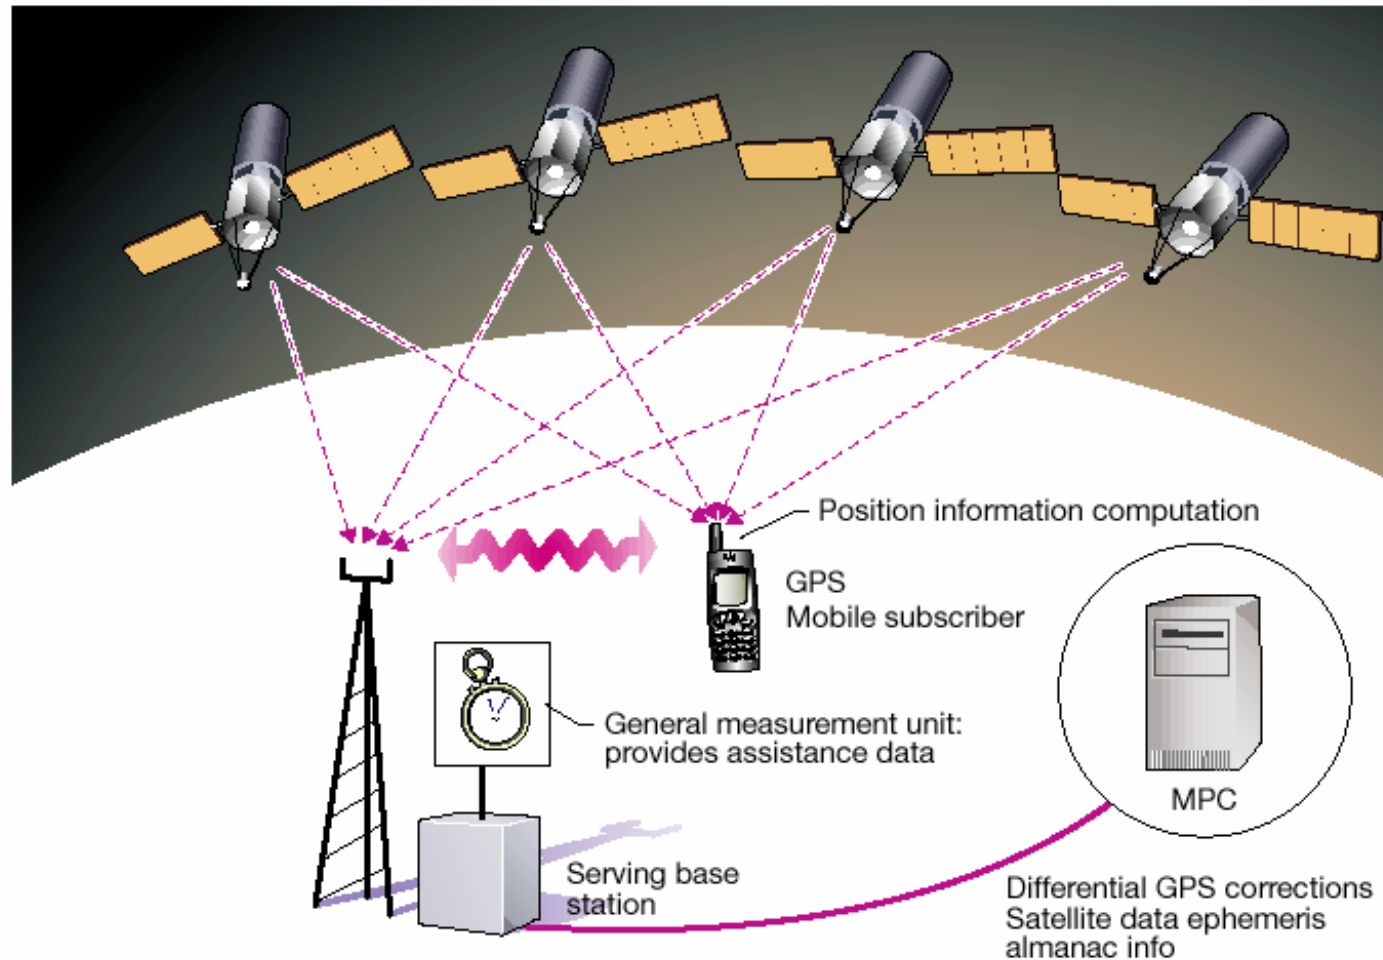 Position information computation
GPS
Mobile subscriber
General measurement unit:
provides assistance data
MPC
Serving base
station
Differential GPS corrections
Satellite data ephemeris
almanac info